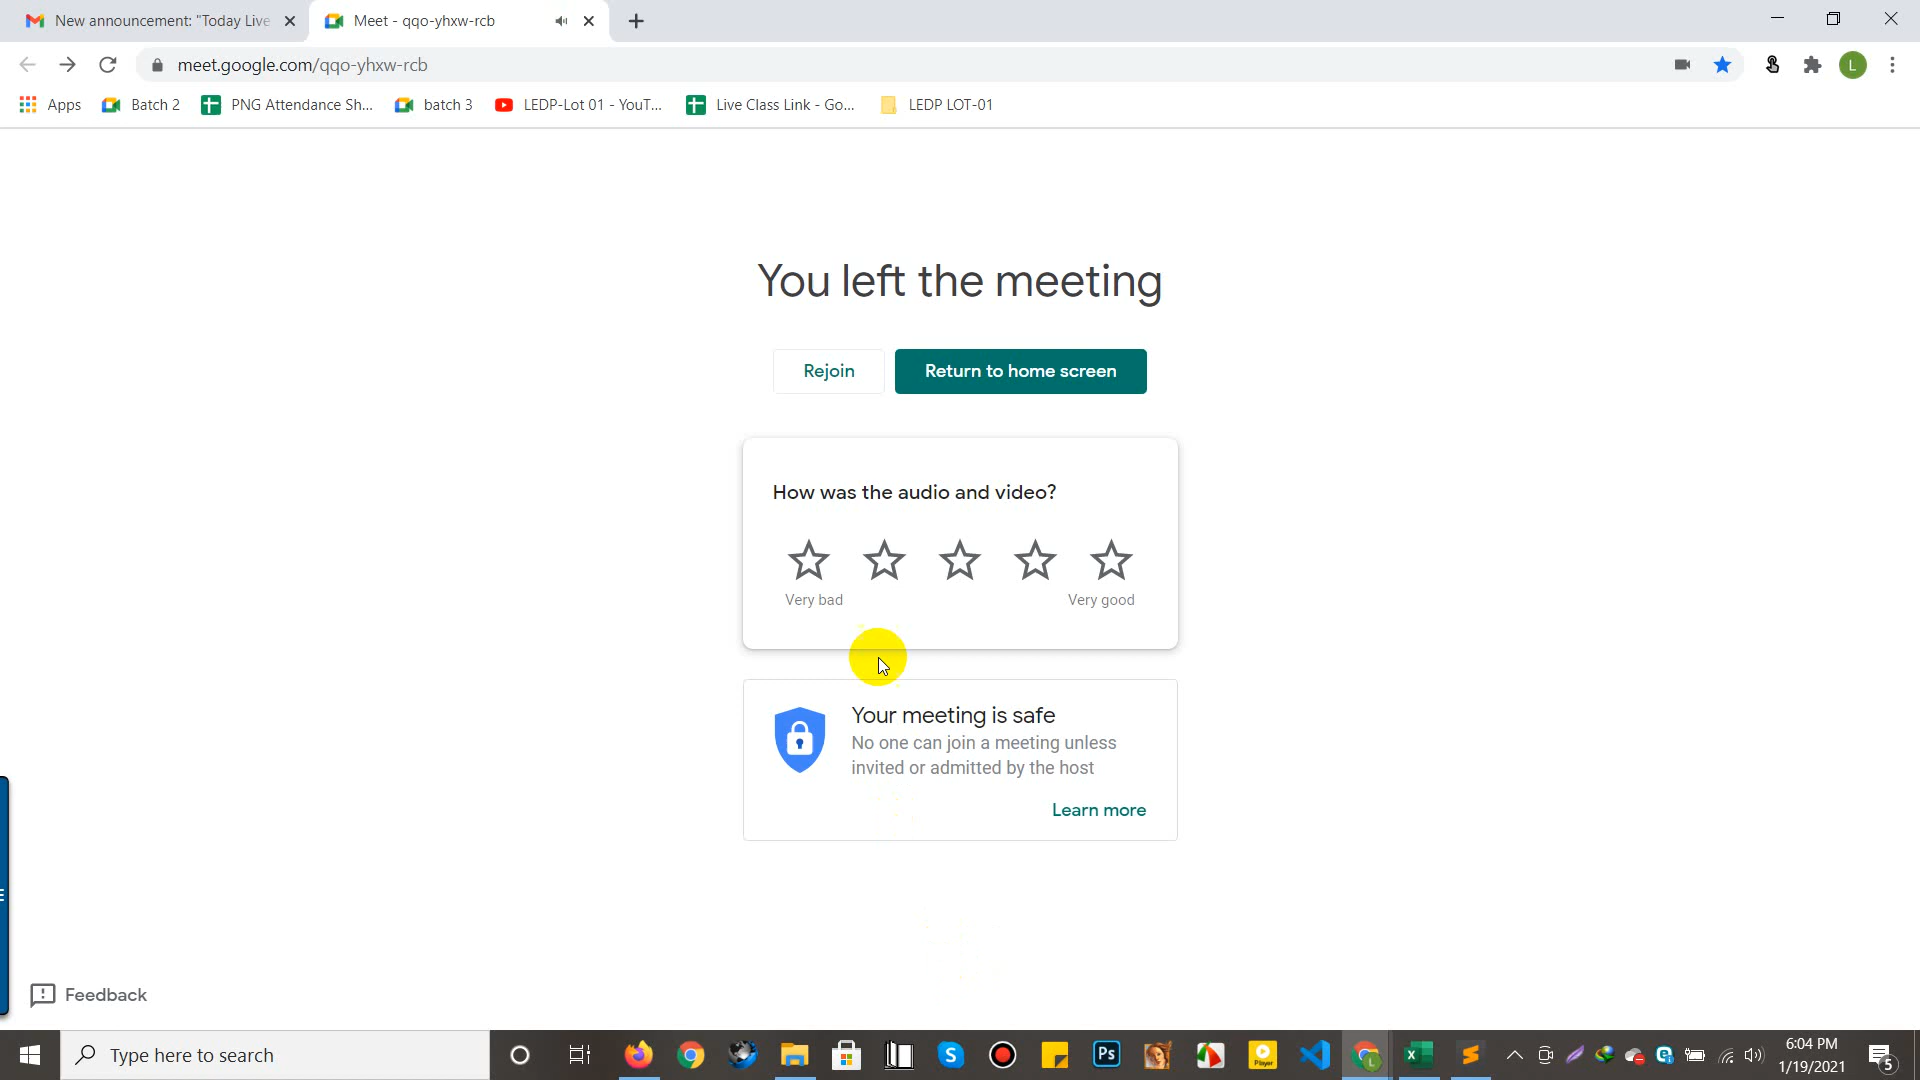 New announcement: "Today Live
Meet - qqo-yhxw-rcb
meet.google.com/qqo-yhxw-rcb
L
Apps
Batch 2
PNG Attendance Sh...
batch 3
LEDP-Lot 01 - YouT...
Live Class Link - Go...
LEDP LOT-01
You left the meeting
Rejoin
Return to home screen
How was the audio and video?
Very bad
Very good
Your meeting is safe
No one can join a meeting unless
invited or admitted by the host
Learn more
Feedback
Type here to search
Ps
Player
L
6:04 PM
1/19/2021
5